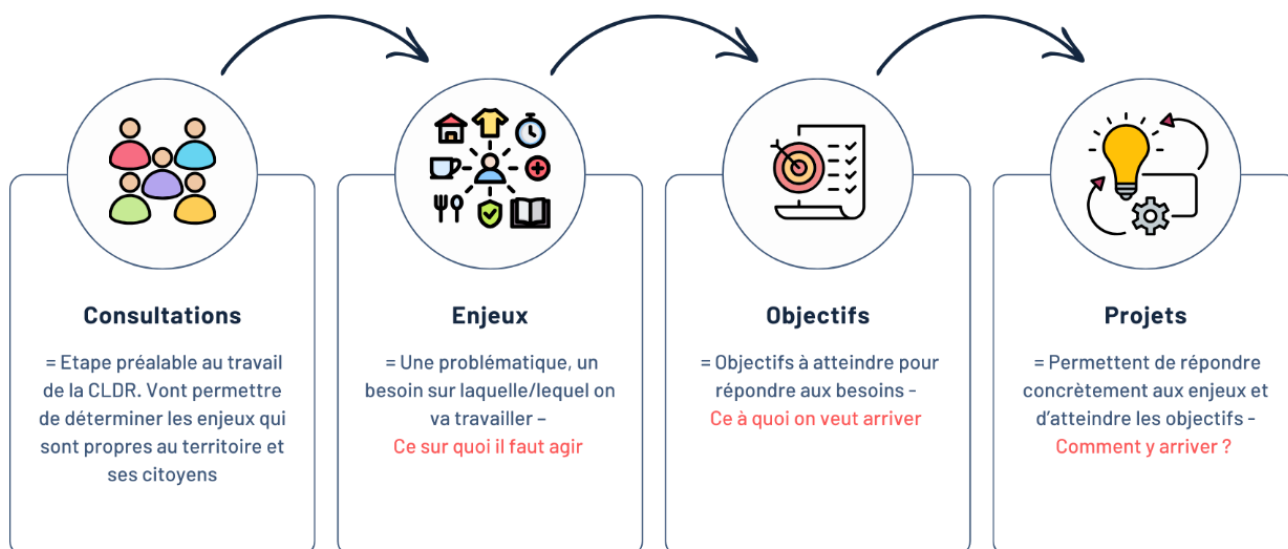 Consultations
= Etape préalable au travail
de la CLDR. Vont permettre
de déterminer les enjeux qui
sont propres au territoire et
ses citoyens
Enjeux
= Une problématique, un
besoin sur laquelle/lequel on
va travailler –
Ce sur quoi il faut agir
Objectifs
= Objectifs à atteindre pour
répondre aux besoins -
Ce à quoi on veut arriver
Projets
= Permettent de répondre
concrètement aux enjeux et
d'atteindre les objectifs -
Comment y arriver ?